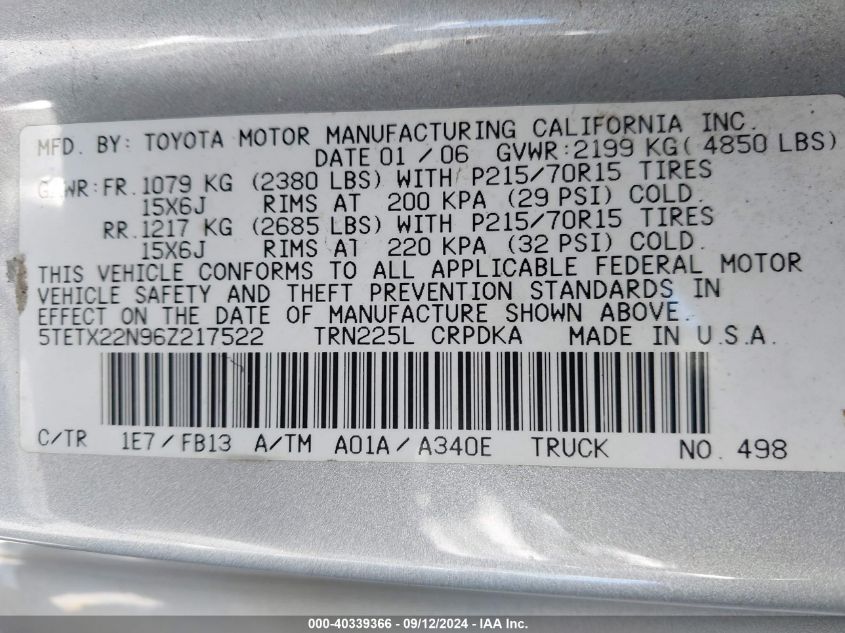 MFD. BY: TOYOTA MOTOR MANUFACTURING CALIFORNIA INC.
DATE 01 / 06 GVWR: 2199 KG( 4850 LBS)
G WR: FR. 1079 KG (2380 LBS) WITH P215/70R15 TIRES
15X6J RIMS AT 200 KPA (29 PSI) COLD.
RR. 1217 KG (2685 LBS) WITH P215/70R15 TIRES
15X6J RIMS AT 220 KPA (32 PSI) COLD.
THIS VEHICLE CONFORMS TO ALL APPLICABLE FEDERAL MOTOR
VEHICLE SAFETY AND THEFT PREVENTION STANDARDS IN
EFFECT ON THE DATE OF MANUFACTURE SHOWN ABOVE.
5TETX22N96Z217522 TRN225L CRPDKA MADE IN U.S.A.
C/TR 1E7/FB13 A/TM A01A/A340E TRUCK NO. 498
000-40339366 - 09/12/2024 - IAA Inc.